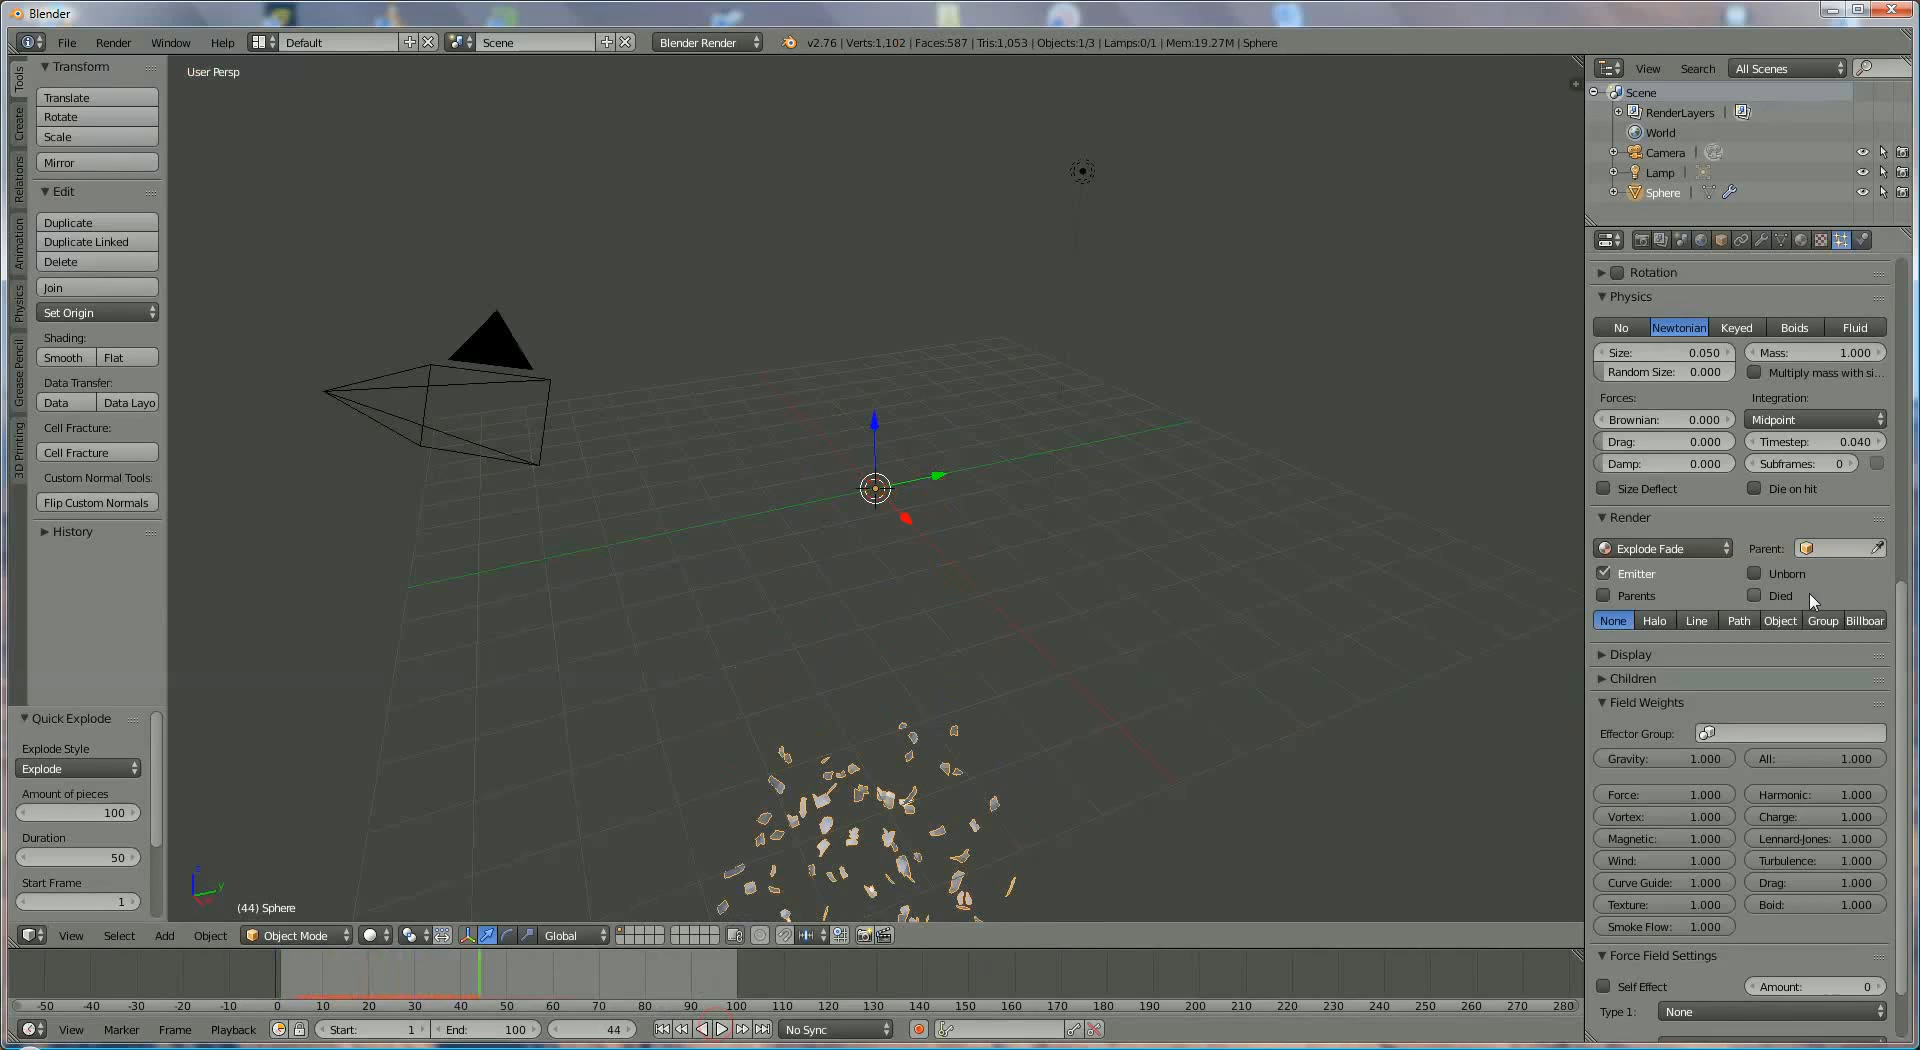 Blender
File Render Window Help Default Scene Blender Render v2.76 | Verts:1,102 | Faces:587 | Tris:1,053 | Objects:1/3 | Lamps:0/1 | Mem:19.27M | Sphere
Tools
Create
Relations
Animation
Physics
Grease Pencil
3D Printing
Transform
Translate
Rotate
Scale
Mirror
Edit
Duplicate
Duplicate Linked
Delete
Join
Set Origin
Shading:
Smooth Flat
Data Transfer:
Data Data Layo
Cell Fracture:
Cell Fracture
Custom Normal Tools:
Flip Custom Normals
History
Quick Explode
Explode Style
Explode
Amount of pieces
100
Duration
50
Start Frame
1
User Persp
z
y
(44) Sphere
View Select Add Object Object Mode Global
-50 -40 -30 -20 -10 0 10 20 30 40 50 60 70 80 90 100 110 120 130 140 150 160 170 180 190 200 210 220 230 240 250 260 270 280
View Marker Frame Playback Start: 1 End: 100 44 No Sync
View Search All Scenes
Scene
RenderLayers |
World
Camera |
Lamp |
Sphere |
Rotation
Physics
No Newtonian Keyed Boids Fluid
Size: 0.050 Mass: 1.000
Random Size: 0.000 Multiply mass with si...
Forces: Integration:
Brownian: 0.000 Midpoint
Drag: 0.000 Timestep: 0.040
Damp: 0.000 Subframes: 0
Size Deflect Die on hit
Render
Explode Fade Parent:
Emitter Unborn
Parents Died
None Halo Line Path Object Group Billboar
Display
Children
Field Weights
Effector Group:
Gravity: 1.000 All: 1.000
Force: 1.000 Harmonic: 1.000
Vortex: 1.000 Charge: 1.000
Magnetic: 1.000 Lennard-Jones: 1.000
Wind: 1.000 Turbulence: 1.000
Curve Guide: 1.000 Drag: 1.000
Texture: 1.000 Boid: 1.000
Smoke Flow: 1.000
Force Field Settings
Self Effect Amount: 0
Type 1: None